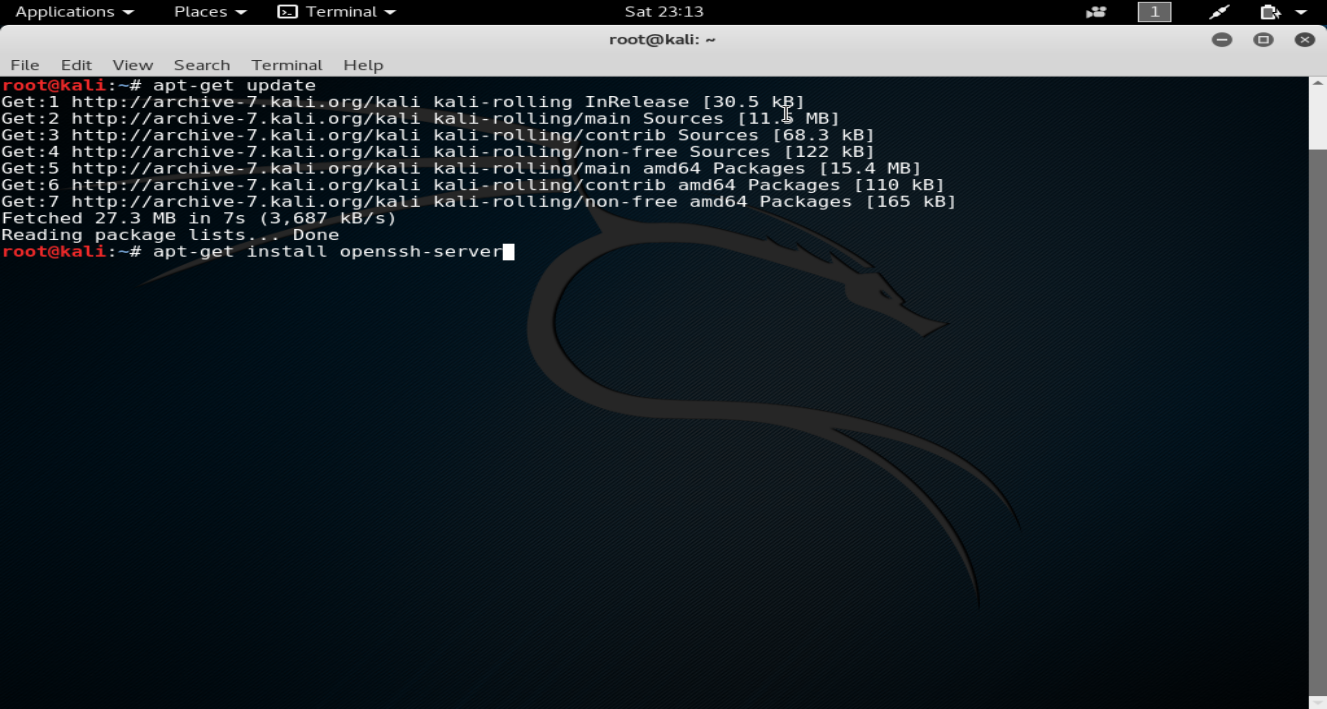 Applications Places Terminal Sat 23:13 1
root@kali: ~
File Edit View Search Terminal Help
root@kali:~# apt-get update
Get:1 http://archive-7.kali.org/kali kali-rolling InRelease [30.5 kB]
Get:2 http://archive-7.kali.org/kali kali-rolling/main Sources [11.5 MB]
Get:3 http://archive-7.kali.org/kali kali-rolling/contrib Sources [68.3 kB]
Get:4 http://archive-7.kali.org/kali kali-rolling/non-free Sources [122 kB]
Get:5 http://archive-7.kali.org/kali kali-rolling/main amd64 Packages [15.4 MB]
Get:6 http://archive-7.kali.org/kali kali-rolling/contrib amd64 Packages [110 kB]
Get:7 http://archive-7.kali.org/kali kali-rolling/non-free amd64 Packages [165 kB]
Fetched 27.3 MB in 7s (3,687 kB/s)
Reading package lists... Done
root@kali:~# apt-get install openssh-server